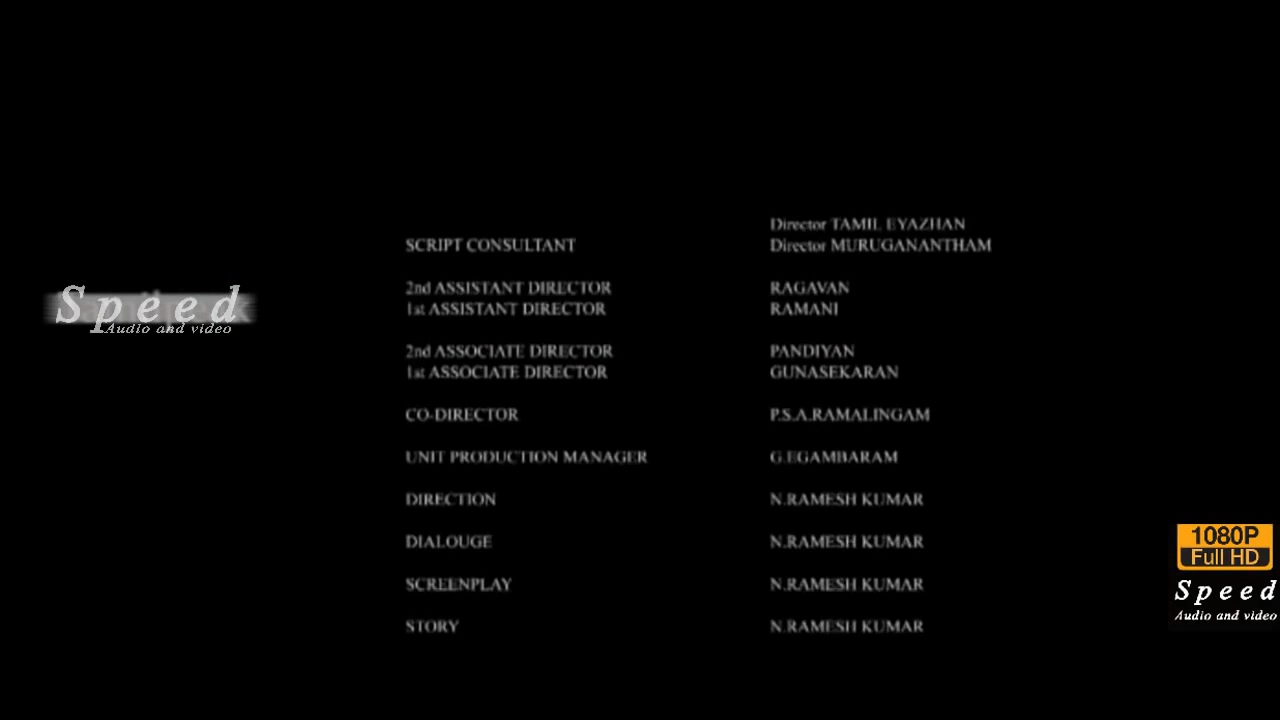 Director TAMIL EYAZHAN
SCRIPT CONSULTANT Director MURUGANANTHAM
2nd ASSISTANT DIRECTOR RAGAVAN
1st ASSISTANT DIRECTOR RAMANI
2nd ASSOCIATE DIRECTOR PANDIYAN
1st ASSOCIATE DIRECTOR GUNASEKARAN
CO-DIRECTOR P.S.A.RAMALINGAM
UNIT PRODUCTION MANAGER G.EGAMBARAM
DIRECTION N.RAMESH KUMAR
DIALOUGE N.RAMESH KUMAR
SCREENPLAY N.RAMESH KUMAR
STORY N.RAMESH KUMAR
Speed
Audio and video
1080P
Full HD
Speed
Audio and video